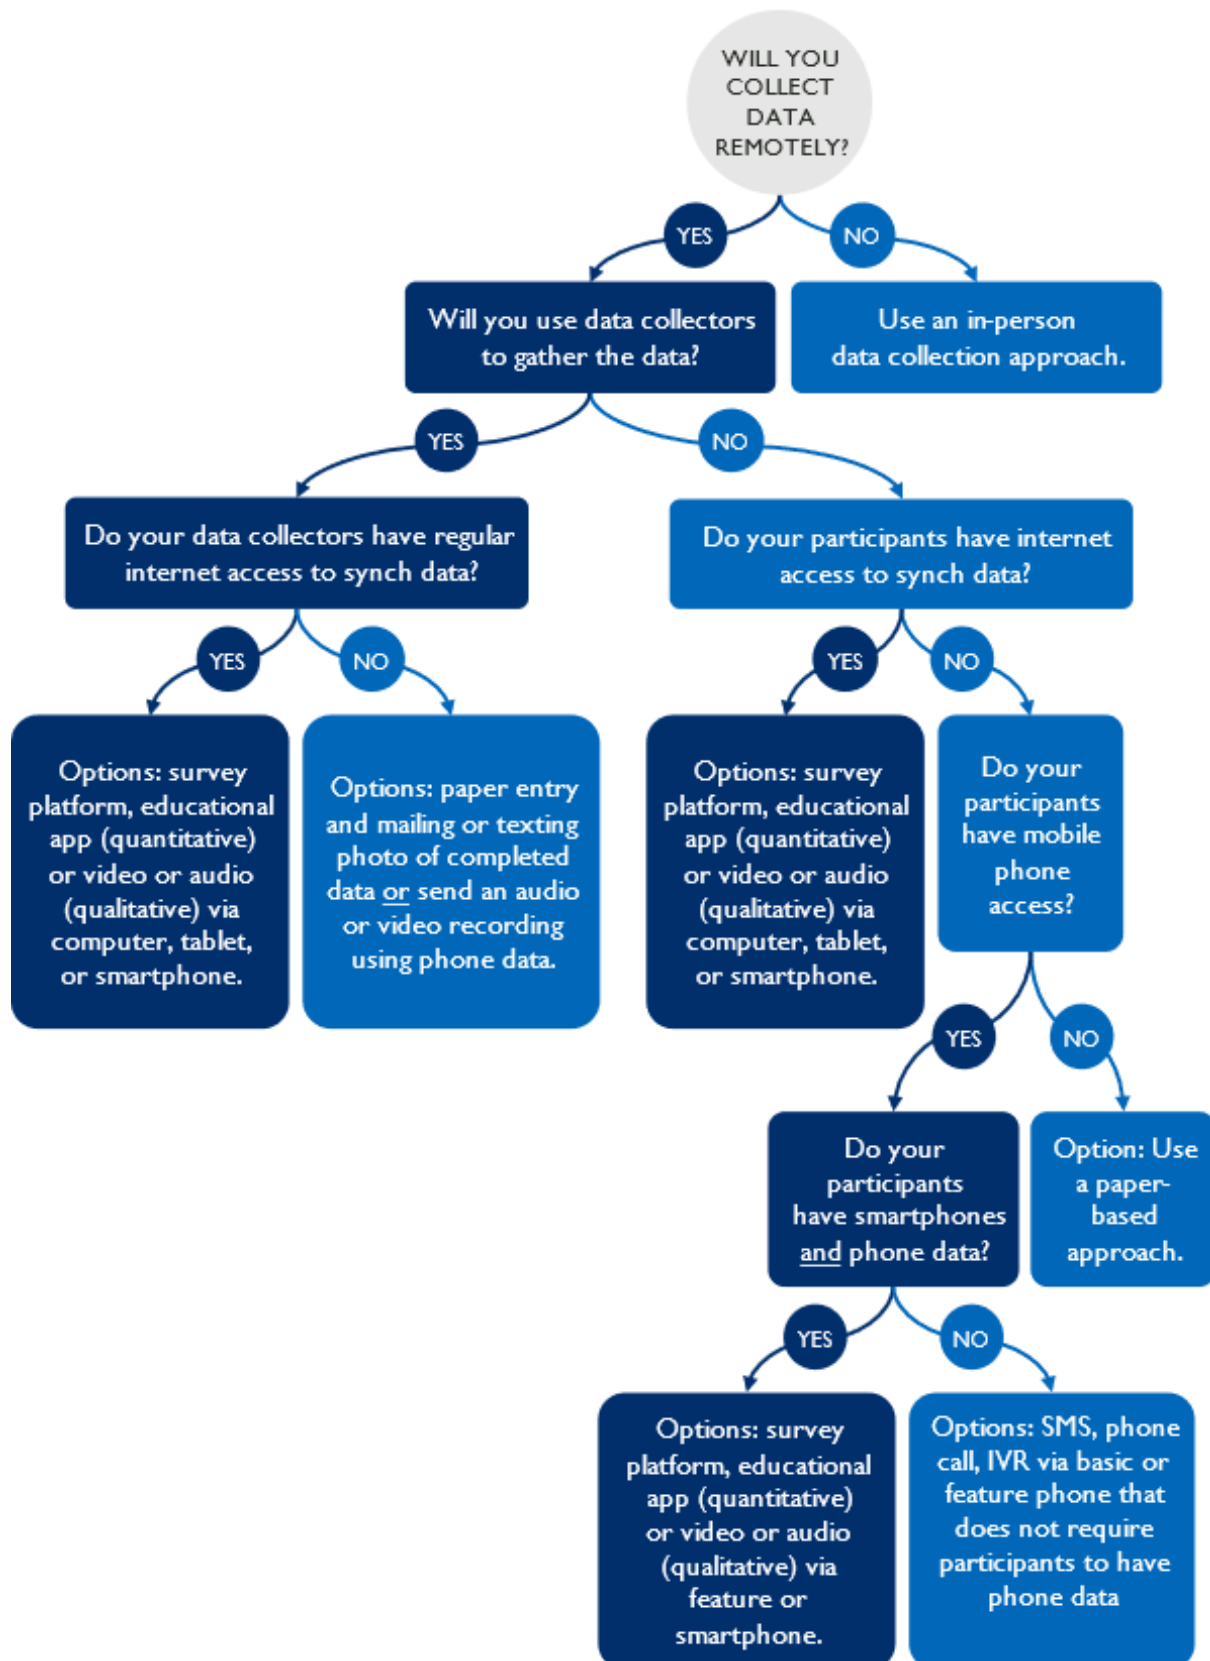 WILL YOU
COLLECT
DATA
REMOTELY?
YES
NO
Will you use data collectors
to gather the data?
Use an in-person
data collection approach.
YES
NO
Do your data collectors have regular
internet access to synch data?
Do your participants have internet
access to synch data?
YES
NO
YES
NO
Options: survey
platform, educational
app (quantitative)
or video or audio
(qualitative) via
computer, tablet,
or smartphone.
Options: paper entry
and mailing or texting
photo of completed
data or send an audio
or video recording
using phone data.
Options: survey
platform, educational
app (quantitative)
or video or audio
(qualitative) via
computer, tablet,
or smartphone.
Do your
participants
have mobile
phone
access?
YES
NO
Do your
participants
have smartphones
and phone data?
Option: Use
a paper-
based
approach.
YES
NO
Options: survey
platform, educational
app (quantitative)
or video or audio
(qualitative) via
feature or
smartphone.
Options: SMS, phone
call, IVR via basic or
feature phone that
does not require
participants to have
phone data